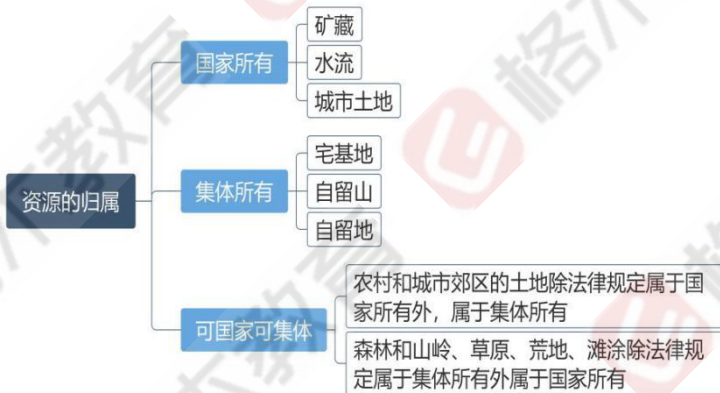 资源的归属
国家所有
矿藏
水流
城市土地
集体所有
宅基地
自留山
自留地
可国家可集体
农村和城市郊区的土地除法律规定属于国
家所有外，属于集体所有
森林和山岭、草原、荒地、滩涂除法律规
定属于集体所有外属于国家所有